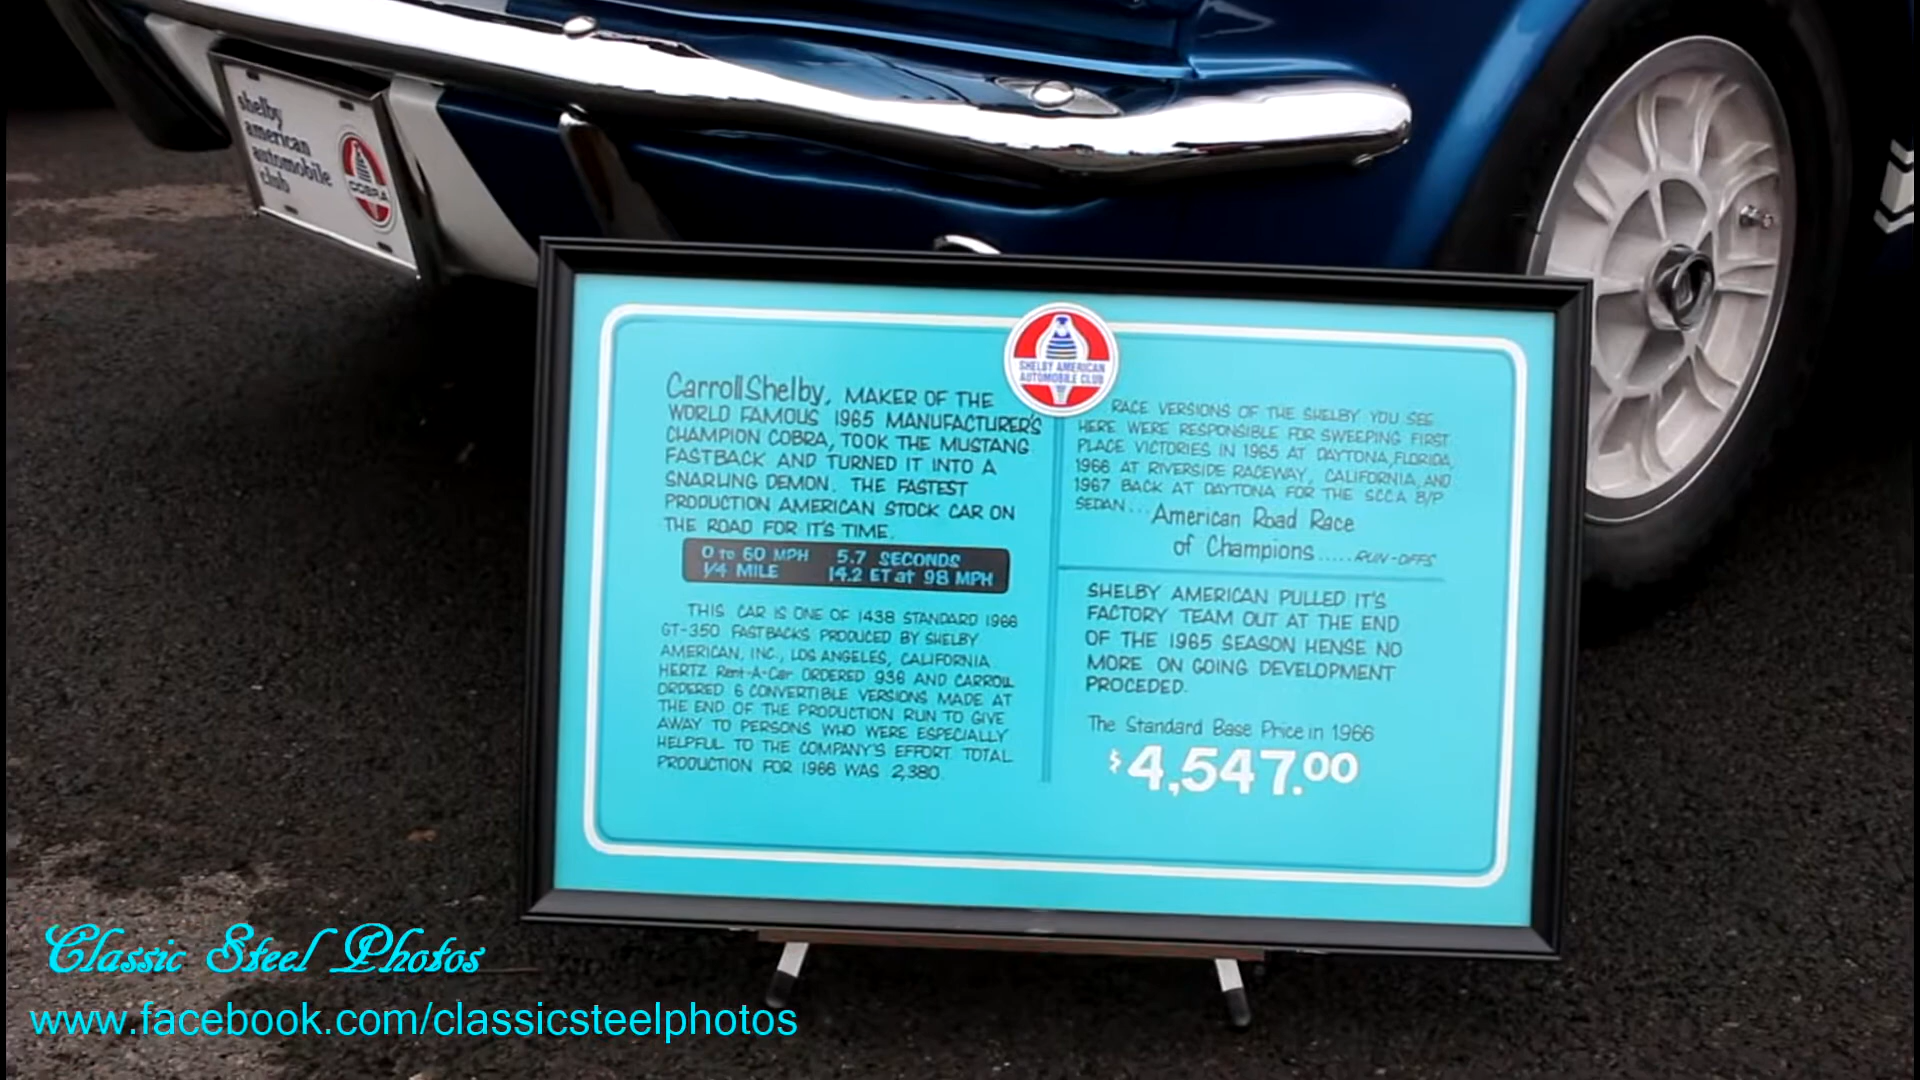 shelby
american
automobile
club
COBRA
SHELBY AMERICAN
AUTOMOBILE CLUB
Carroll Shelby, MAKER OF THE
WORLD FAMOUS 1965 MANUFACTURER'S
CHAMPION COBRA, TOOK THE MUSTANG
FASTBACK AND TURNED IT INTO A
SNARLING DEMON. THE FASTEST
PRODUCTION AMERICAN STOCK CAR ON
THE ROAD FOR IT'S TIME.
0 to 60 MPH 5.7 SECONDS
1/4 MILE 14.2 ET at 98 MPH
THIS CAR IS ONE OF 1438 STANDARD 1966
GT-350 FASTBACKS PRODUCED BY SHELBY
AMERICAN, INC., LOS ANGELES, CALIFORNIA.
HERTZ Rent-A-Car ORDERED 936 AND CARROLL
ORDERED 6 CONVERTIBLE VERSIONS MADE AT
THE END OF THE PRODUCTION RUN TO GIVE
AWAY TO PERSONS WHO WERE ESPECIALLY
HELPFUL TO THE COMPANY'S EFFORT. TOTAL
PRODUCTION FOR 1966 WAS 2,380.
RACE VERSIONS OF THE SHELBY YOU SEE
HERE WERE RESPONSIBLE FOR SWEEPING FIRST
PLACE VICTORIES IN 1965 AT DAYTONA, FLORIDA,
1966 AT RIVERSIDE RACEWAY, CALIFORNIA, AND
1967 BACK AT DAYTONA FOR THE SCCA B/P
SEDAN... American Road Race
of Champions.....RUN-OFFS
SHELBY AMERICAN PULLED IT'S
FACTORY TEAM OUT AT THE END
OF THE 1965 SEASON HENSE NO
MORE ON GOING DEVELOPMENT
PROCEDED.
The Standard Base Price in 1966
$4,547.00
Classic Steel Photos
www.facebook.com/classicsteelphotos